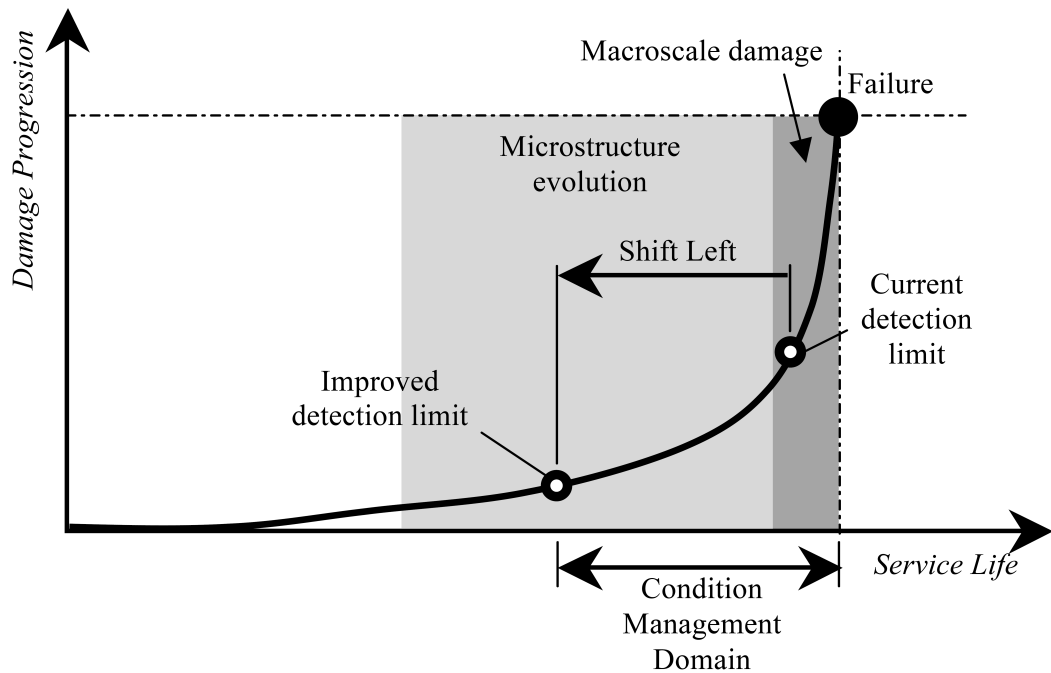 Damage Progression
Macroscale damage
Failure
Microstructure
evolution
Shift Left
Current
detection
limit
Improved
detection limit
Service Life
Condition
Management
Domain